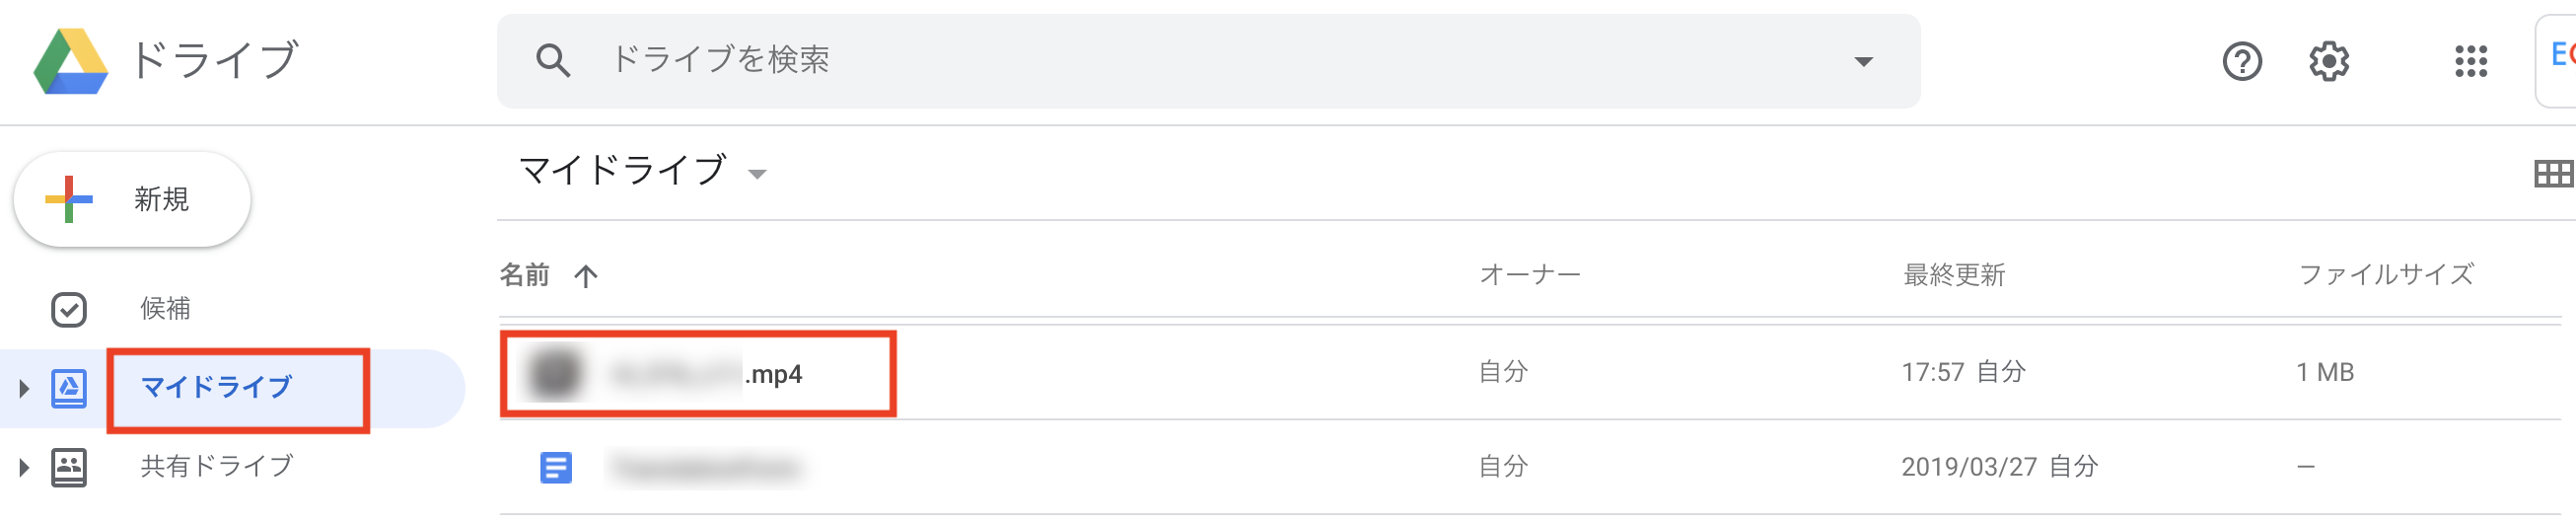 ドライブ
ドライブを検索
E
新規
マイドライブ
名前 ↑ オーナー 最終更新 ファイルサイズ
候補
マイドライブ
共有ドライブ
.mp4 自分 17:57 自分 1 MB
自分 2019/03/27 自分 —